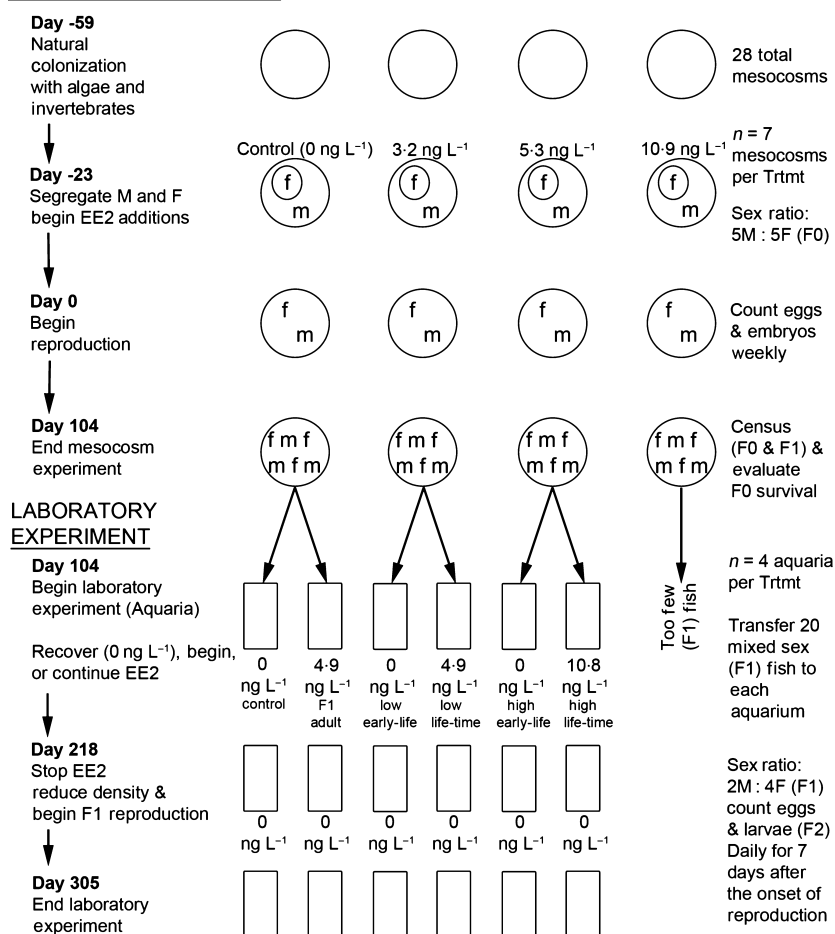 Day -59
Natural
colonization
with algae and
invertebrates
28 total
mesocosms
Control (0 ng L⁻¹)
3·2 ng L⁻¹
5·3 ng L⁻¹
10·9 ng L⁻¹
n = 7
mesocosms
per Trtmt
Day -23
Segregate M and F
begin EE2 additions
f
m
f
m
f
m
f
m
Sex ratio:
5M : 5F (F0)
Day 0
Begin
reproduction
f
m
f
m
f
m
f
m
Count eggs
& embryos
weekly
Day 104
End mesocosm
experiment
f m f
m f m
f m f
m f m
f m f
m f m
f m f
m f m
Census
(F0 & F1) &
evaluate
F0 survival
LABORATORY
EXPERIMENT
Day 104
Begin laboratory
experiment (Aquaria)
Recover (0 ng L⁻¹), begin,
or continue EE2
0
ng L⁻¹
control
4·9
ng L⁻¹
F1
adult
0
ng L⁻¹
low
early-life
4·9
ng L⁻¹
low
life-time
0
ng L⁻¹
high
early-life
10·8
ng L⁻¹
high
life-time
Too few
(F1) fish
n = 4 aquaria
per Trtmt
Transfer 20
mixed sex
(F1) fish to
each
aquarium
Day 218
Stop EE2
reduce density &
begin F1 reproduction
0
ng L⁻¹
0
ng L⁻¹
0
ng L⁻¹
0
ng L⁻¹
0
ng L⁻¹
0
ng L⁻¹
Sex ratio:
2M : 4F (F1)
count eggs
& larvae (F2)
Daily for 7
days after
the onset of
reproduction
Day 305
End laboratory
experiment